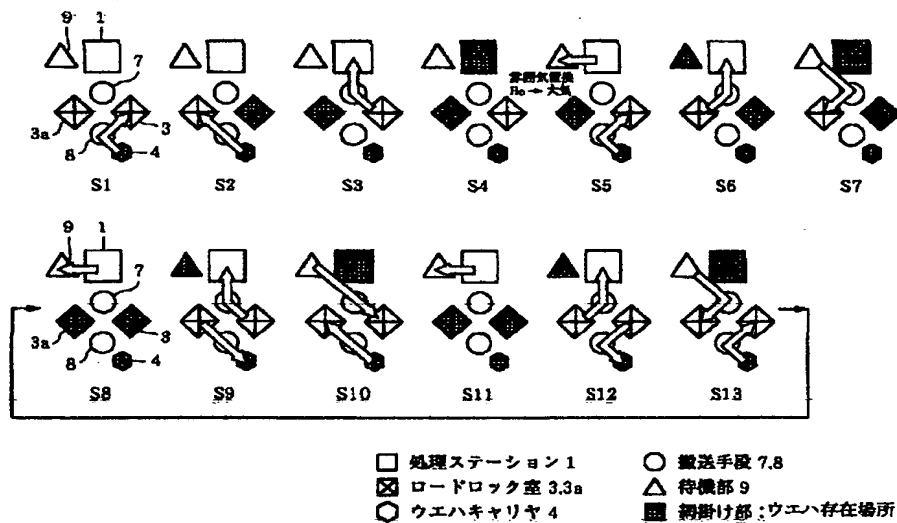 9 1
7
雰囲気置換
He → 大気
3a 3
8 4
S1 S2 S3 S4 S5 S6 S7
9 1
7
3a 3
8 4
S8 S9 S10 S11 S12 S13
処理ステーション 1
搬送手段 7,8
ロードロック室 3,3a
待機部 9
ウエハキャリヤ 4
網掛け部:ウエハ存在場所